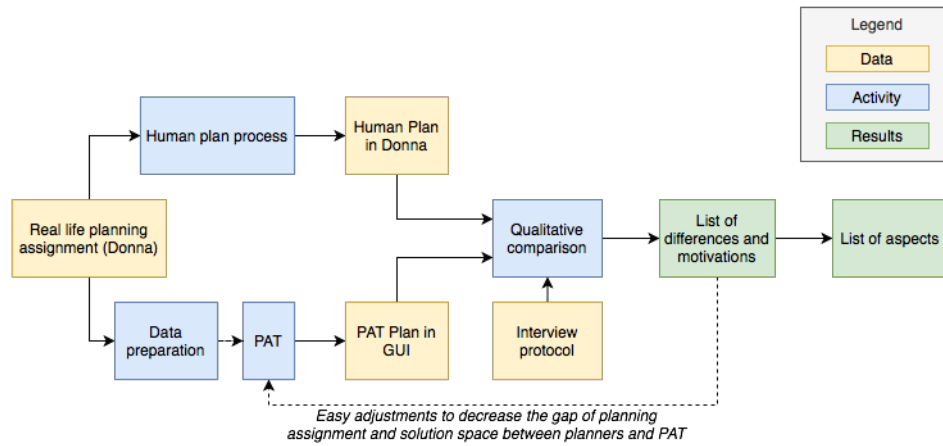 Legend
Data
Activity
Results
Human plan process
Human Plan
in Donna
Real life planning
assignment (Donna)
Qualitative
comparison
List of
differences and
motivations
List of aspects
Data
preparation
PAT
PAT Plan in
GUI
Interview
protocol
Easy adjustments to decrease the gap of planning
assignment and solution space between planners and PAT